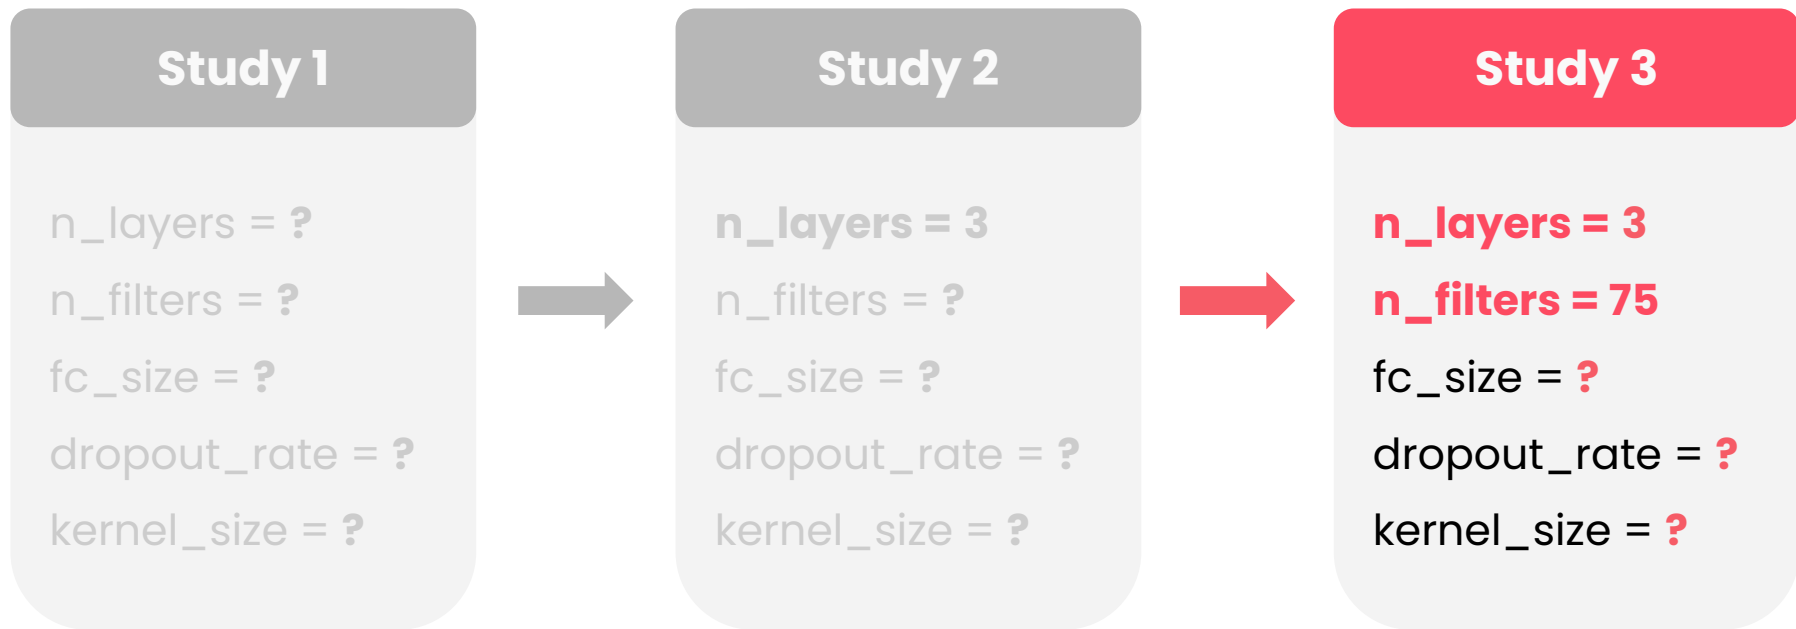 Study 1
n_layers = ?
n_filters = ?
fc_size = ?
dropout_rate = ?
kernel_size = ?
Study 2
n_layers = 3
n_filters = ?
fc_size = ?
dropout_rate = ?
kernel_size = ?
Study 3
n_layers = 3
n_filters = 75
fc_size = ?
dropout_rate = ?
kernel_size = ?